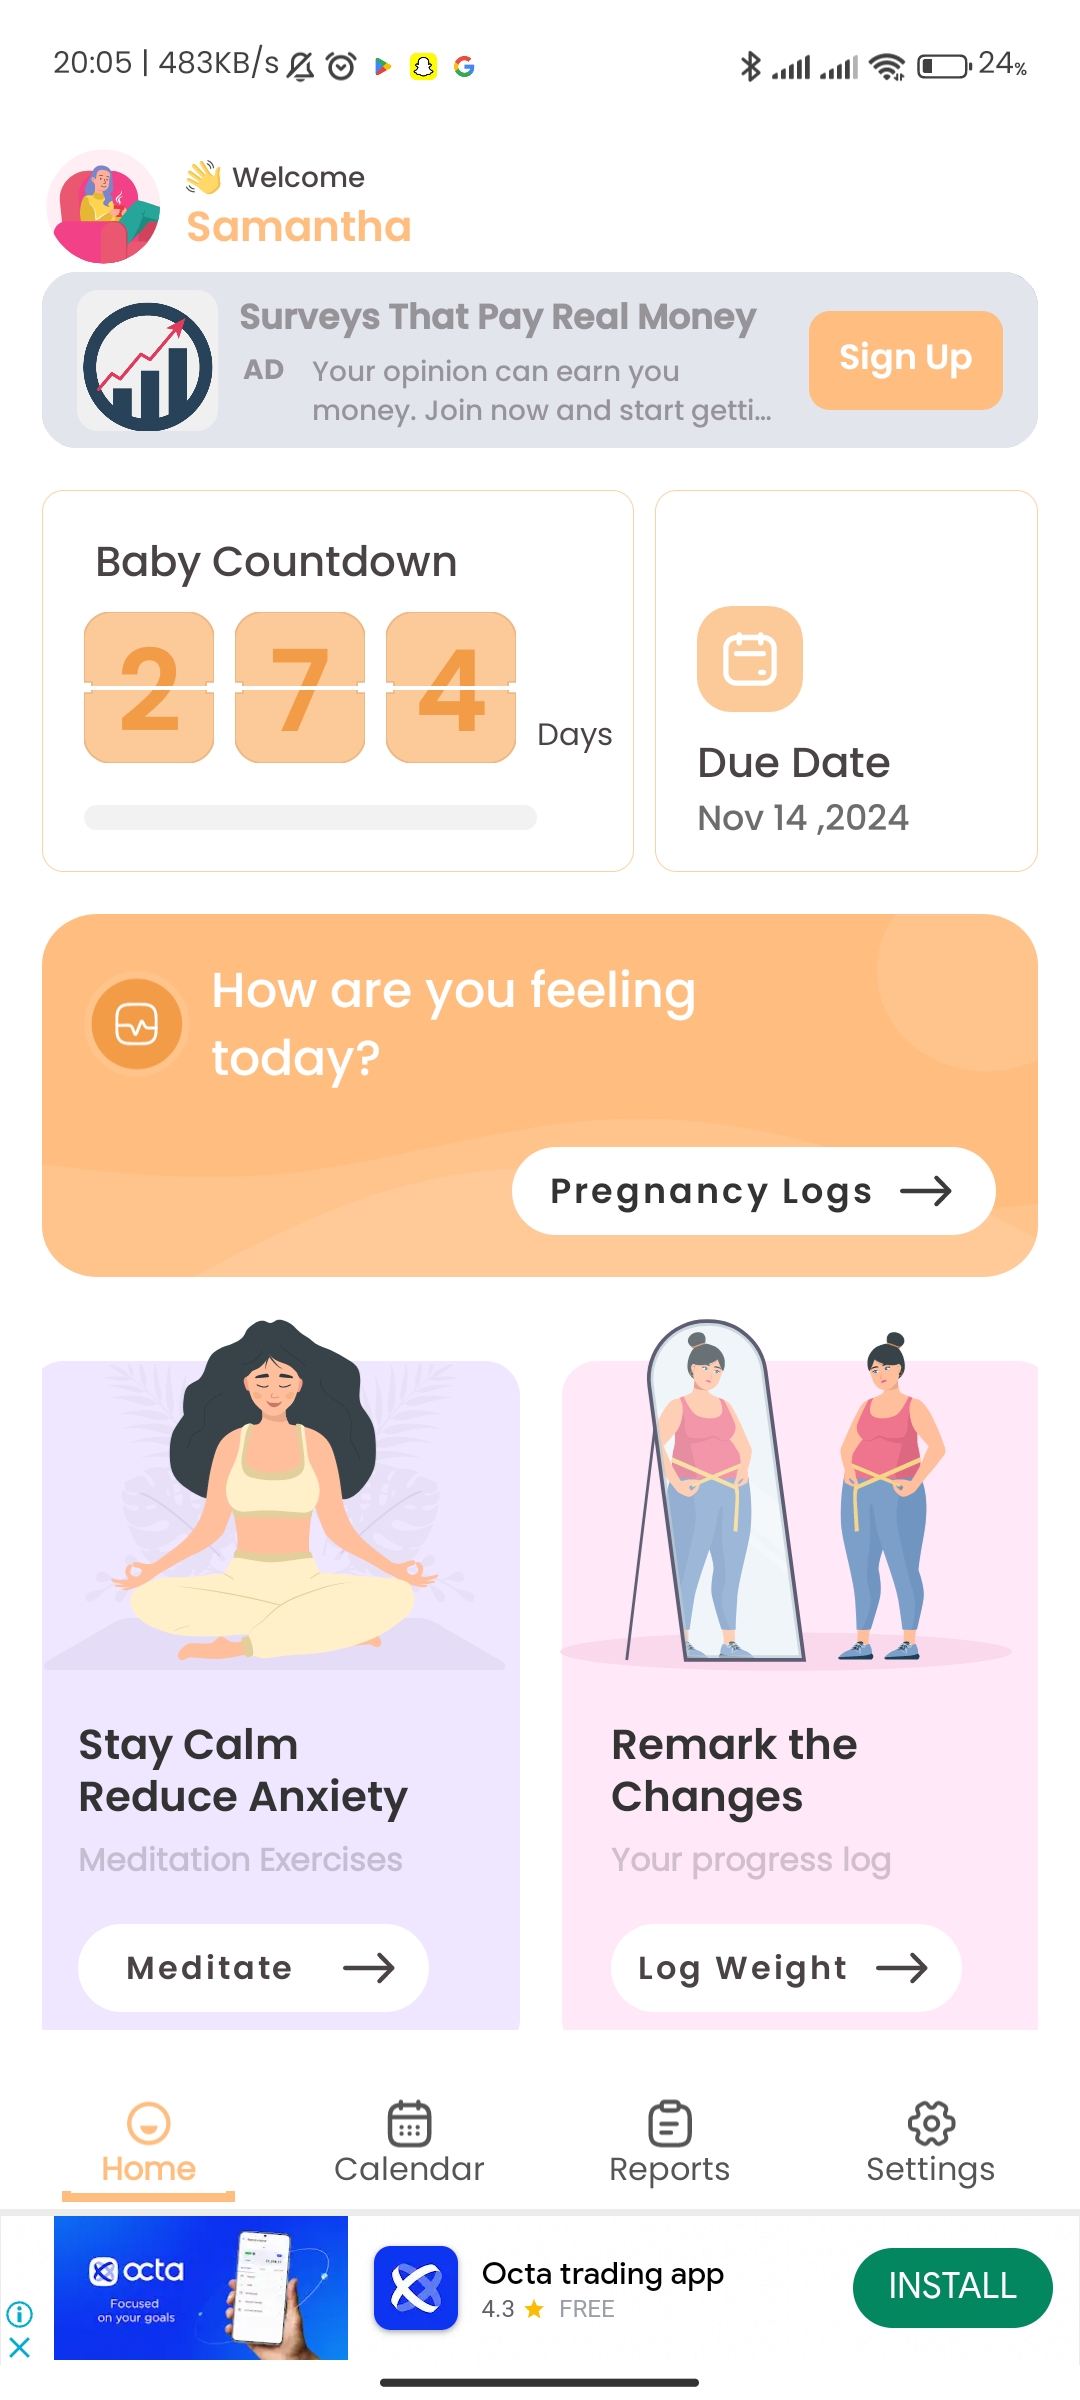 20:05 | 483KB/s
24%
👋 Welcome
Samantha
Surveys That Pay Real Money
Sign Up
AD Your opinion can earn you
money. Join now and start getti...
Baby Countdown
2 7 4 Days
Due Date
Nov 14 ,2024
How are you feeling
today?
Pregnancy Logs
Stay Calm
Reduce Anxiety
Meditation Exercises
Meditate
Remark the
Changes
Your progress log
Log Weight
Home
Calendar
Reports
Settings
octa
Focused
on your goals
Octa trading app
4.3 ★ FREE
INSTALL